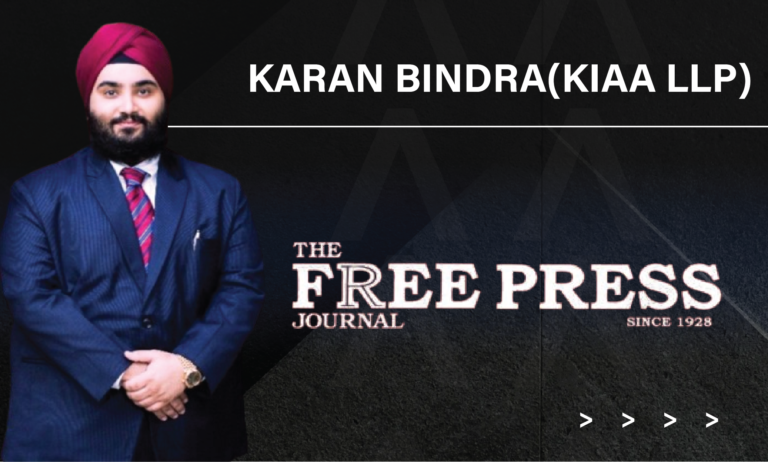 KARAN BINDRA(KIAA LLP)
THE
FREE PRESS
JOURNAL
SINCE 1928
> > > >